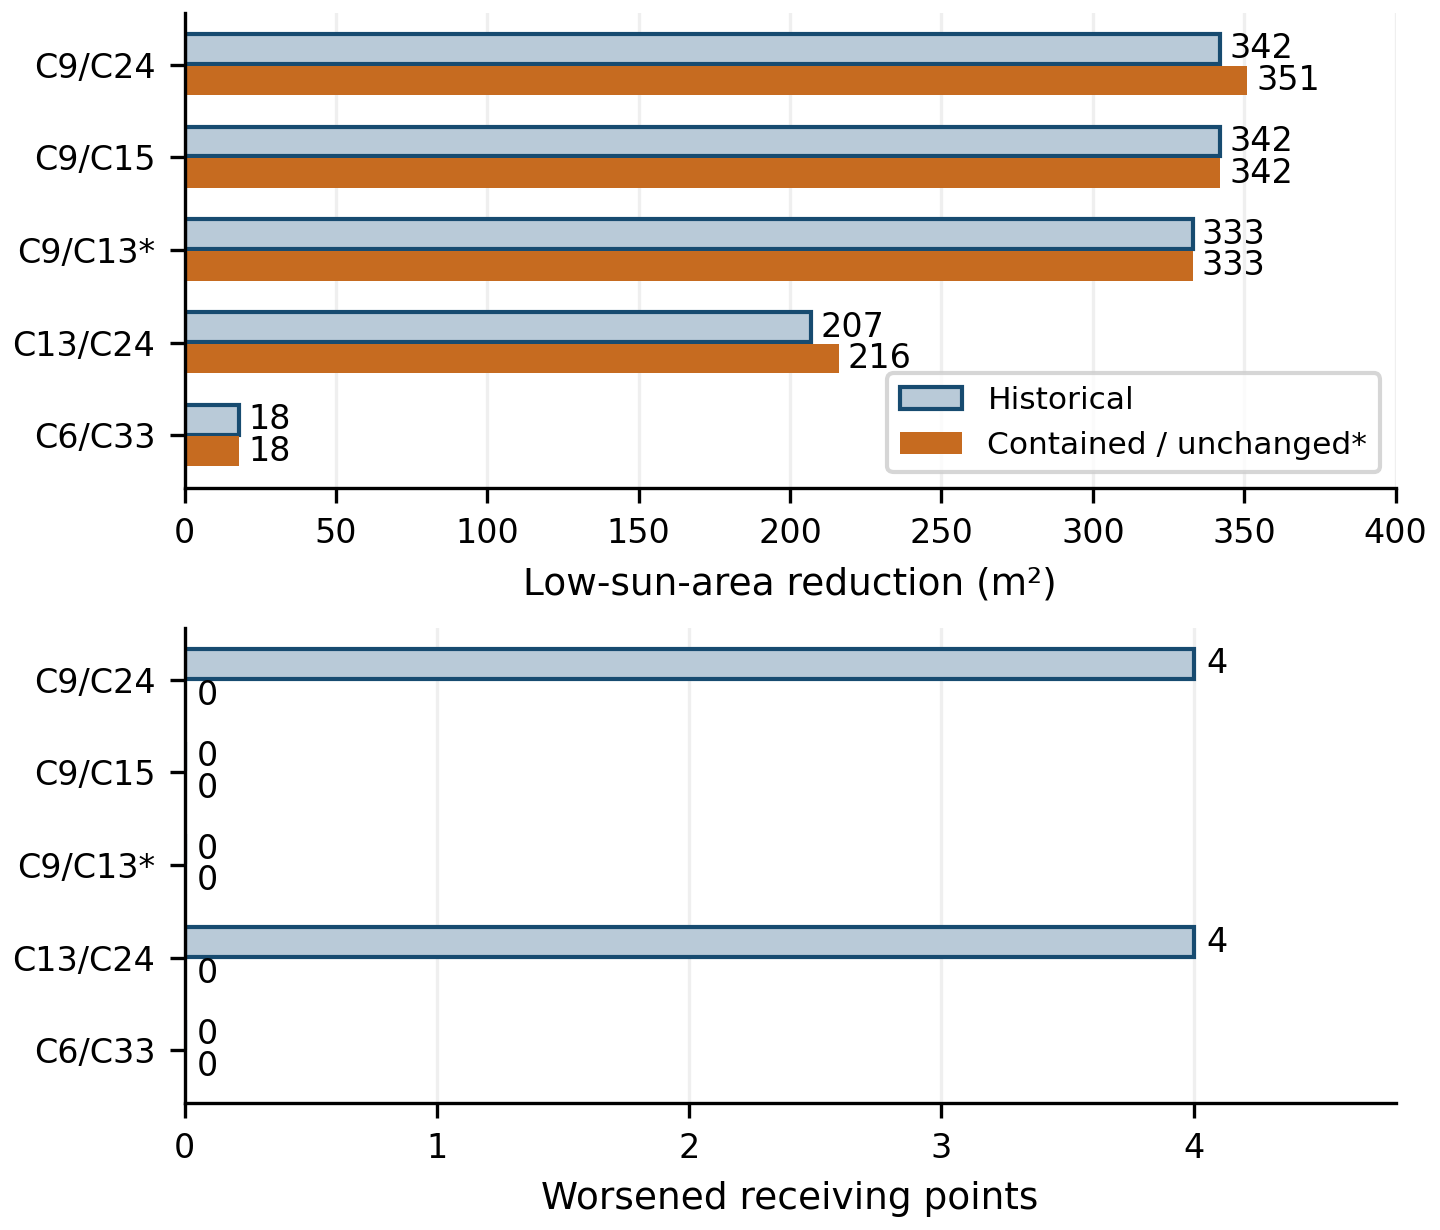 C9/C24
342
351
C9/C15
342
342
C9/C13*
333
333
C13/C24
207
216
C6/C33
18
18
Historical
Contained / unchanged*
0 50 100 150 200 250 300 350 400
Low-sun-area reduction (m²)
C9/C24
4
0
C9/C15
0
0
C9/C13*
0
0
C13/C24
4
0
C6/C33
0
0
0 1 2 3 4
Worsened receiving points